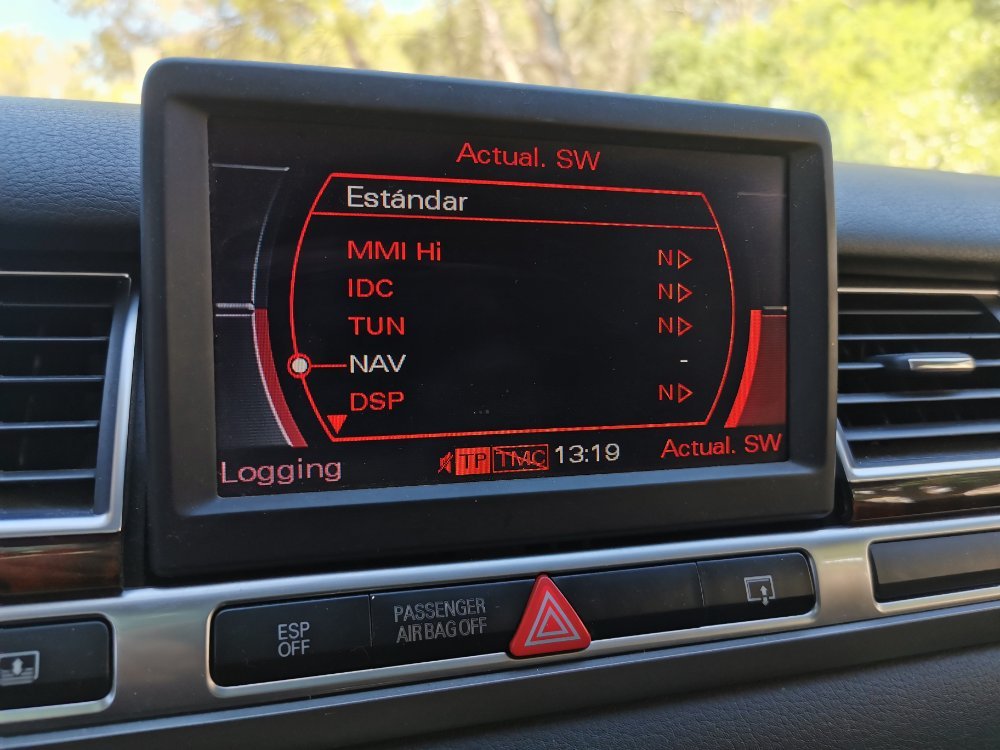 Actual. SW
Estándar
MMI Hi N
IDC N
TUN N
NAV -
DSP N
Logging TP TMC 13:19 Actual. SW
ESP OFF
PASSENGER AIRBAG OFF